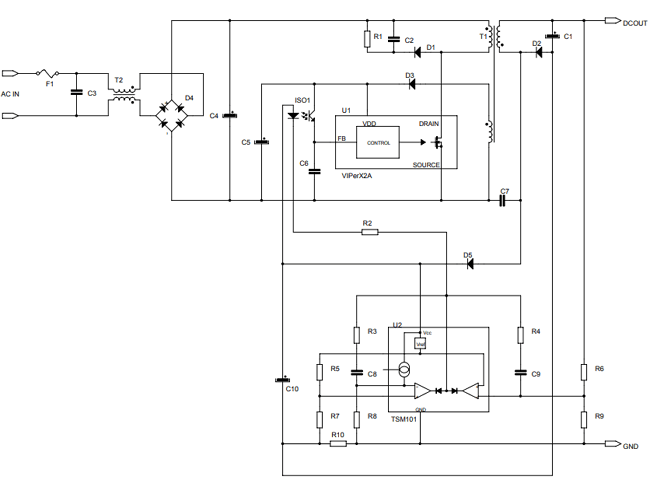 R1
C2
D1
T1
D2
C1
DCOUT
F1
AC IN
C3
T2
D4
C4
C5
ISO1
D3
U1
VDD
DRAIN
FB
CONTROL
SOURCE
VIPerX2A
C6
C7
R2
D5
U2
Vcc
Vref
R3
R4
R5
C8
C9
R6
C10
R7
R8
GND
TSM101
R9
R10
GND